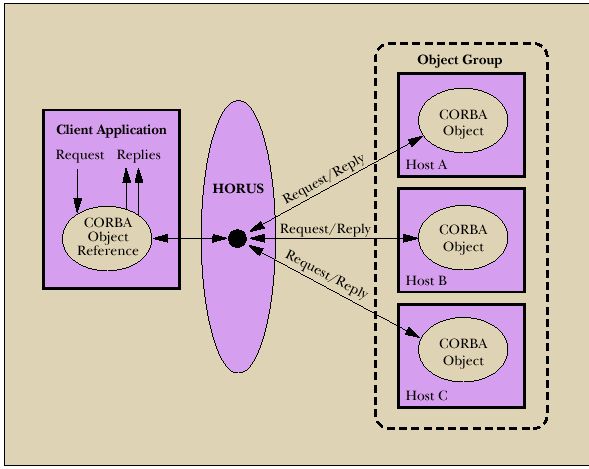 Object Group
Client Application
Request Replies
CORBA
Object
Reference
HORUS
Request/Reply
Request/Reply
Request/Reply
CORBA
Object
Host A
CORBA
Object
Host B
CORBA
Object
Host C